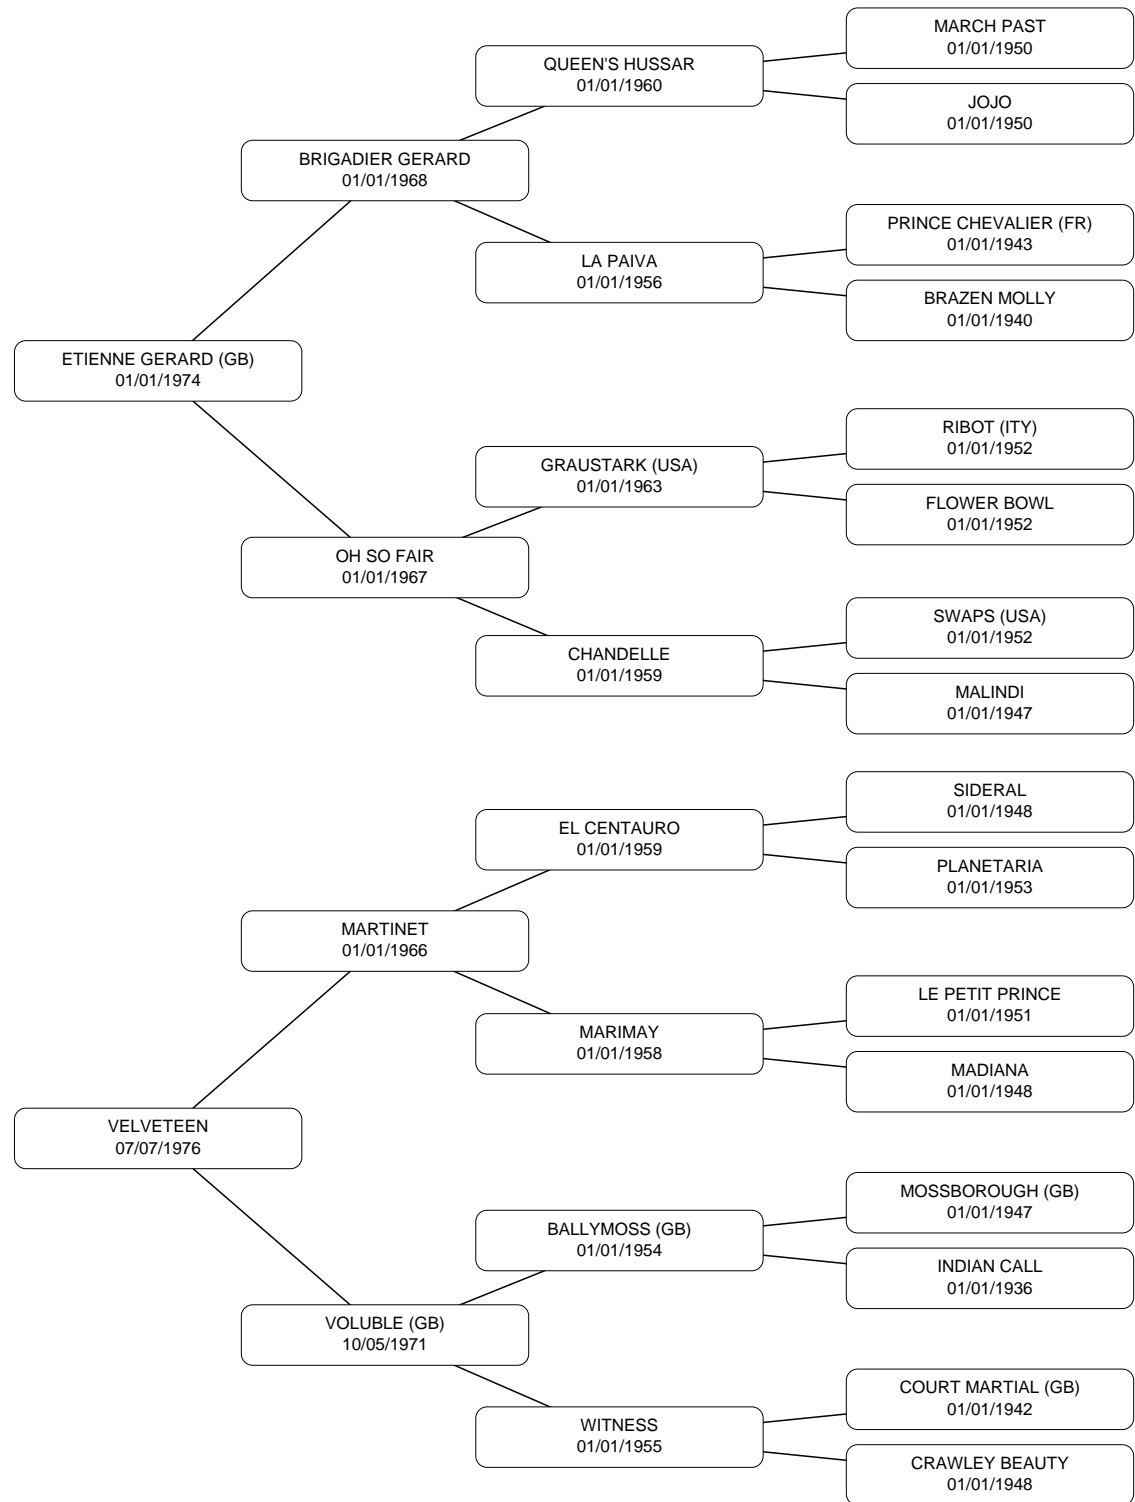 MARCH PAST
01/01/1950
QUEEN'S HUSSAR
01/01/1960
JOJO
01/01/1950
BRIGADIER GERARD
01/01/1968
PRINCE CHEVALIER (FR)
01/01/1943
LA PAIVA
01/01/1956
BRAZEN MOLLY
01/01/1940
ETIENNE GERARD (GB)
01/01/1974
RIBOT (ITY)
01/01/1952
GRAUSTARK (USA)
01/01/1963
FLOWER BOWL
01/01/1952
OH SO FAIR
01/01/1967
SWAPS (USA)
01/01/1952
CHANDELLE
01/01/1959
MALINDI
01/01/1947
SIDERAL
01/01/1948
EL CENTAURO
01/01/1959
PLANETARIA
01/01/1953
MARTINET
01/01/1966
LE PETIT PRINCE
01/01/1951
MARIMAY
01/01/1958
MADIANA
01/01/1948
VELVETEEN
07/07/1976
MOSSBOROUGH (GB)
01/01/1947
BALLYMOSS (GB)
01/01/1954
INDIAN CALL
01/01/1936
VOLUBLE (GB)
10/05/1971
COURT MARTIAL (GB)
01/01/1942
WITNESS
01/01/1955
CRAWLEY BEAUTY
01/01/1948